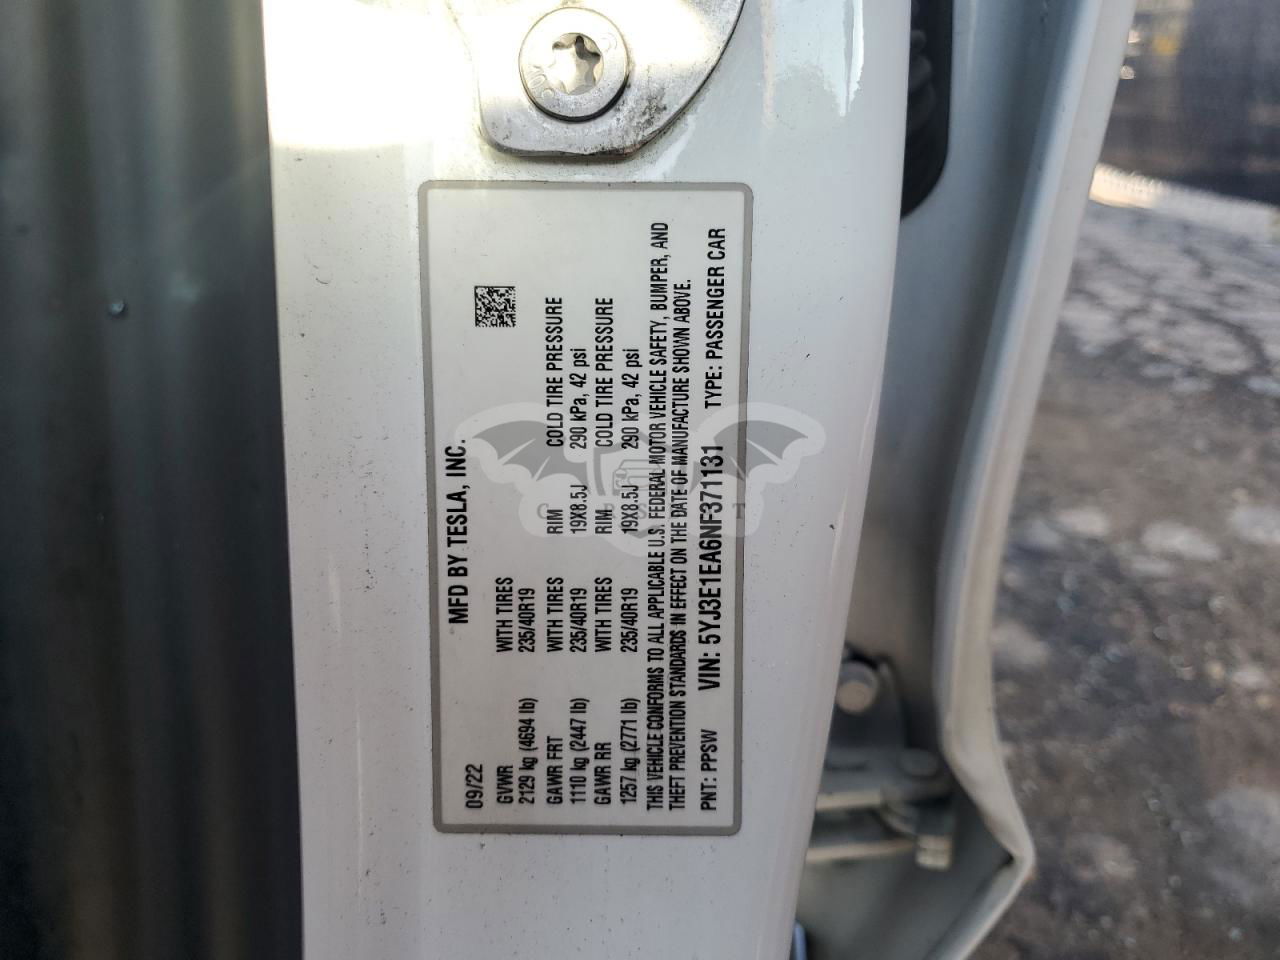 MFD BY TESLA, INC.
09/22
GVWR WITH TIRES
2129 kg (4694 lb) 235/40R19
GAWR FRT WITH TIRES RIM COLD TIRE PRESSURE
1110 kg (2447 lb) 235/40R19 19X8.5J 290 kPa, 42 psi
GAWR RR WITH TIRES RIM COLD TIRE PRESSURE
1257 kg (2771 lb) 235/40R19 19X8.5J 290 kPa, 42 psi
THIS VEHICLE CONFORMS TO ALL APPLICABLE U.S. FEDERAL MOTOR VEHICLE SAFETY, BUMPER, AND
THEFT PREVENTION STANDARDS IN EFFECT ON THE DATE OF MANUFACTURE SHOWN ABOVE.
PNT: PPSW VIN: 5YJ3E1EA6NF371131 TYPE: PASSENGER CAR